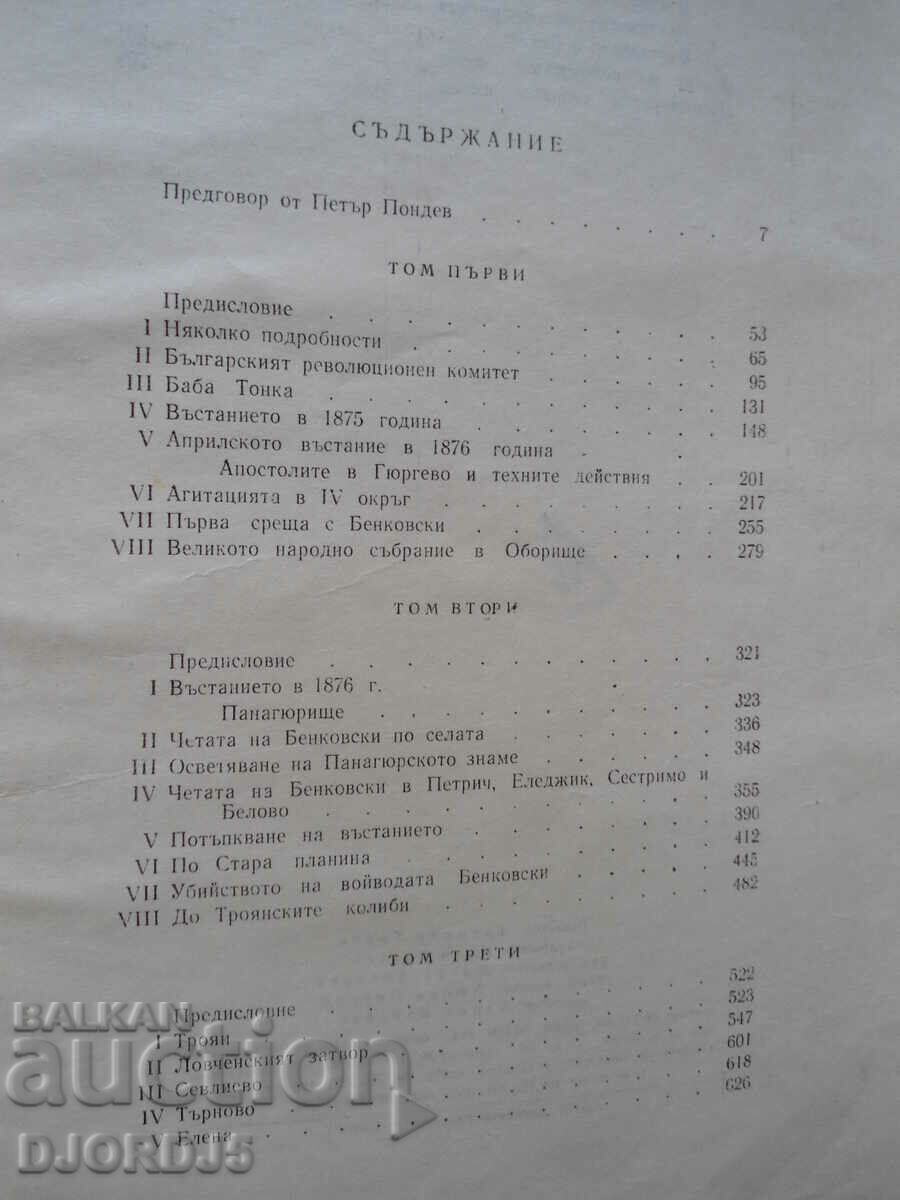 СЪДЪРЖАНИЕ
Предговор от Петър Пондев . . . . . . . . 7
ТОМ ПЪРВИ
Предисловие . . . . . . . . . . 53
I Няколко подробности . . . . . . . . 65
II Българският революционен комитет . . . . 95
III Баба Тонка . . . . . . . . . . 131
IV Въстанието в 1875 година . . . . . . . 148
V Априлското въстание в 1876 година
Апостолите в Гюргево и техните действия . . 201
VI Агитацията в IV окръг . . . . . . . 217
VII Първа среща с Бенковски . . . . . . . 255
VIII Великото народно събрание в Оборище . . . . 279
ТОМ ВТОРИ
Предисловие . . . . . . . . . . 321
I Въстанието в 1876 г.
Панагюрище . . . . . . . . . 323
II Четата на Бенковски по селата . . . . . . 336
III Осветяване на Панагюрското знаме . . . . . 348
IV Четата на Бенковски в Петрич, Еледжик, Сестримо и
Белово . . . . . . . . . . 355
V Потъпкване на въстанието . . . . . . . 390
VI По Стара планина . . . . . . . . 412
VII Убийството на войводата Бенковски . . . . 445
VIII До Троянските колиби . . . . . . . . 482
ТОМ ТРЕТИ
Предисловие . . . . . . . . . . 522
I Троян . . . . . . . . . . 523
II Ловченският затвор . . . . . . . . 547
III Севлиево . . . . . . . . . . 601
IV Търново . . . . . . . . . . 618
V Елена . . . . . . . . . . 626
BALKAN
auction
DJORDJ5